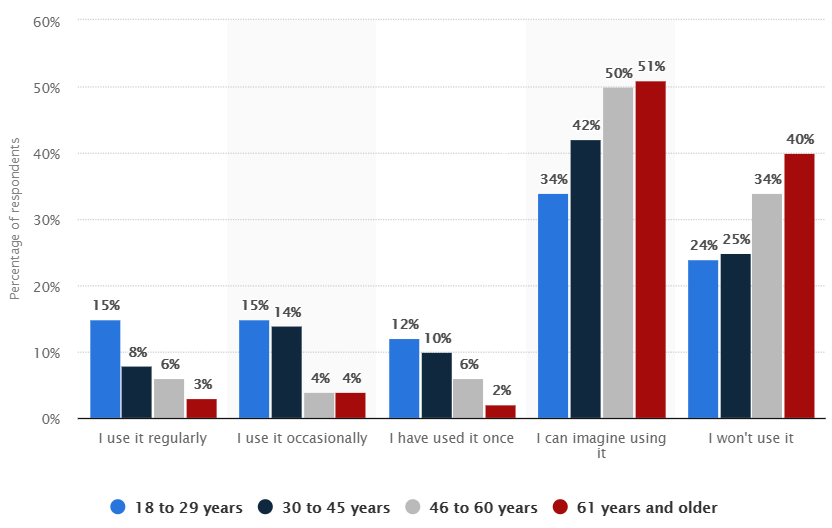 60%
50%
40%
30%
20%
10%
0%
Percentage of respondents
15%
8%
6%
3%
15%
14%
4%
4%
12%
10%
6%
2%
34%
42%
50%
51%
24%
25%
34%
40%
I use it regularly
I use it occasionally
I have used it once
I can imagine using
it
I won't use it
18 to 29 years
30 to 45 years
46 to 60 years
61 years and older